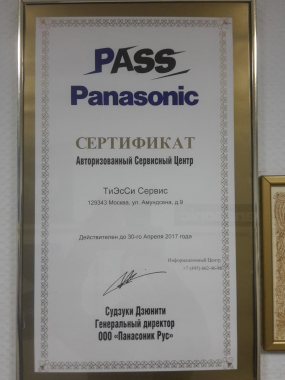 PASS
Panasonic
СЕРТИФИКАТ
Авторизованный Сервисный Центр
ТиЭсСи Сервис
129343 Москва, ул. Амундсена, д.9
Действителен до 30-го Апреля 2017 года
Информационный Центр
Судзуки Дзюнити
Генеральный директор
ООО «Панасоник Рус»